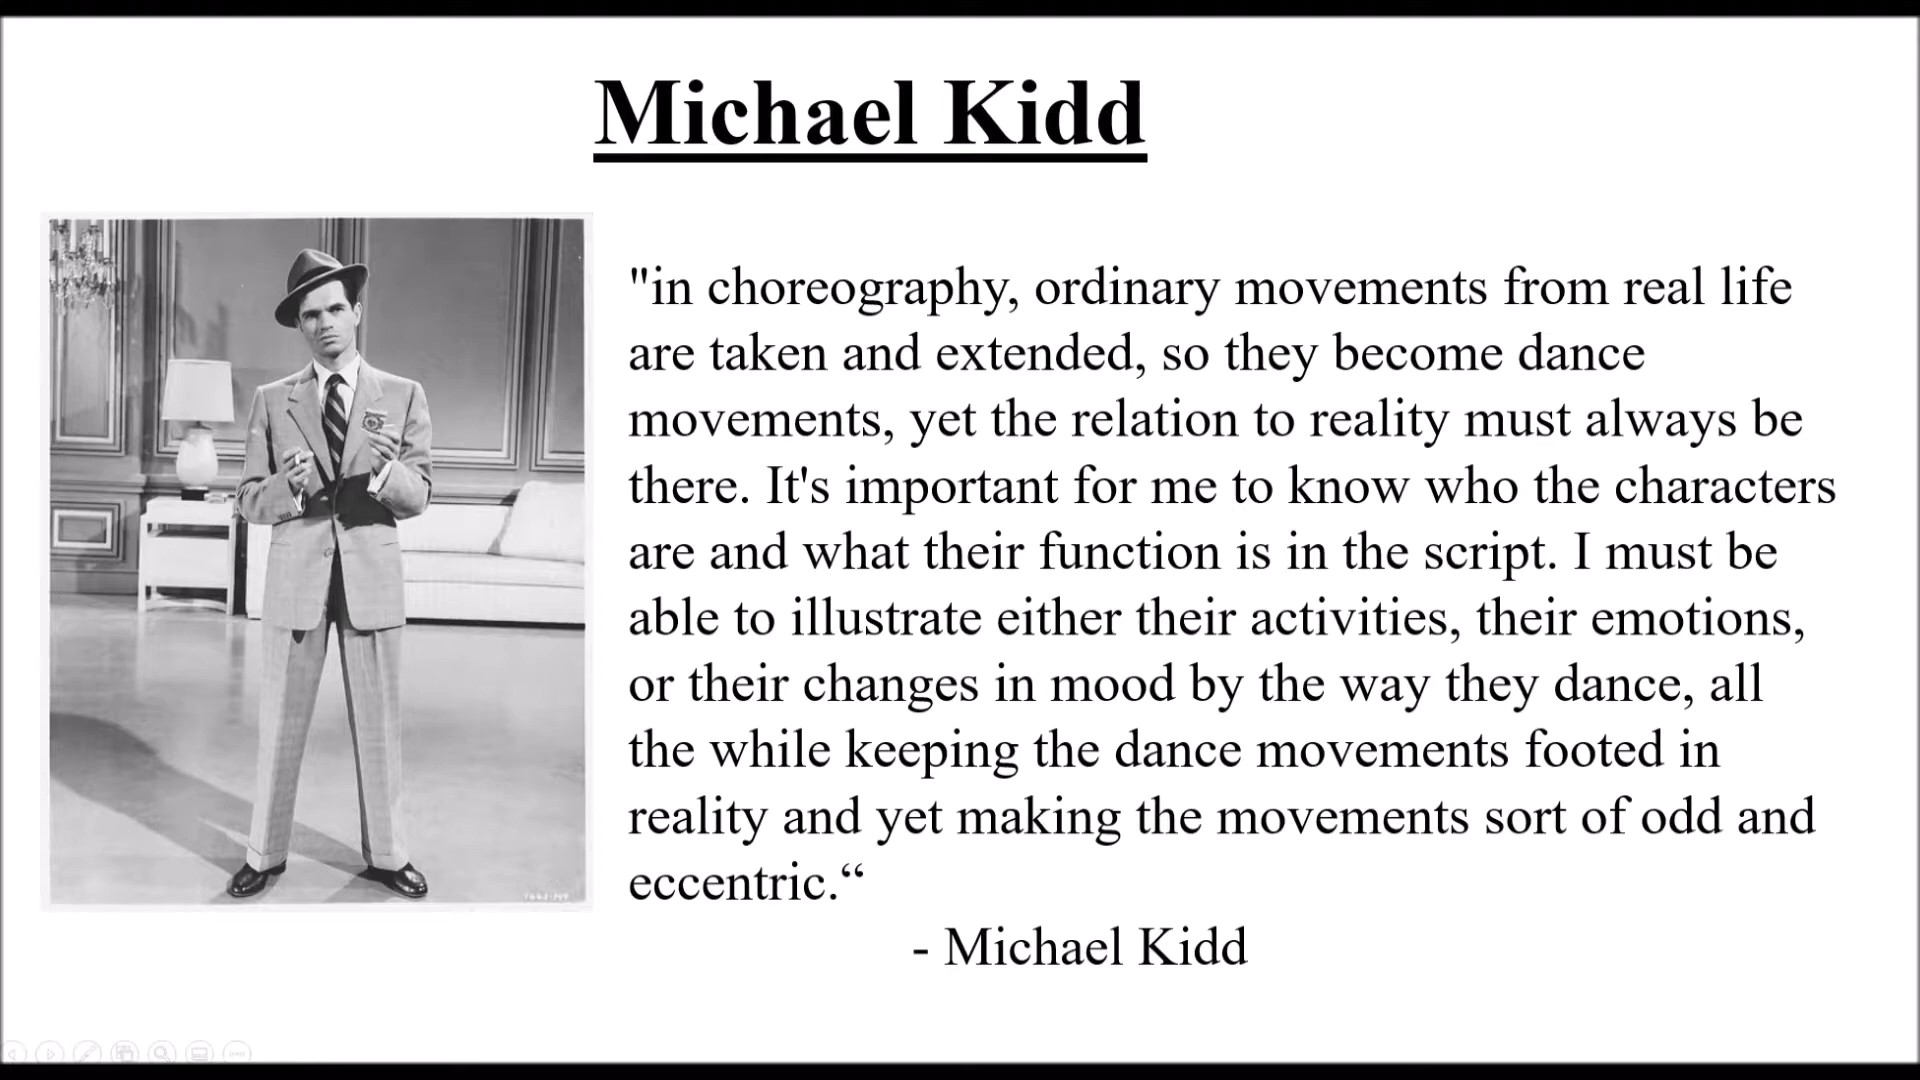 Michael Kidd
"in choreography, ordinary movements from real life
are taken and extended, so they become dance
movements, yet the relation to reality must always be
there. It's important for me to know who the characters
are and what their function is in the script. I must be
able to illustrate either their activities, their emotions,
or their changes in mood by the way they dance, all
the while keeping the dance movements footed in
reality and yet making the movements sort of odd and
eccentric.“
- Michael Kidd